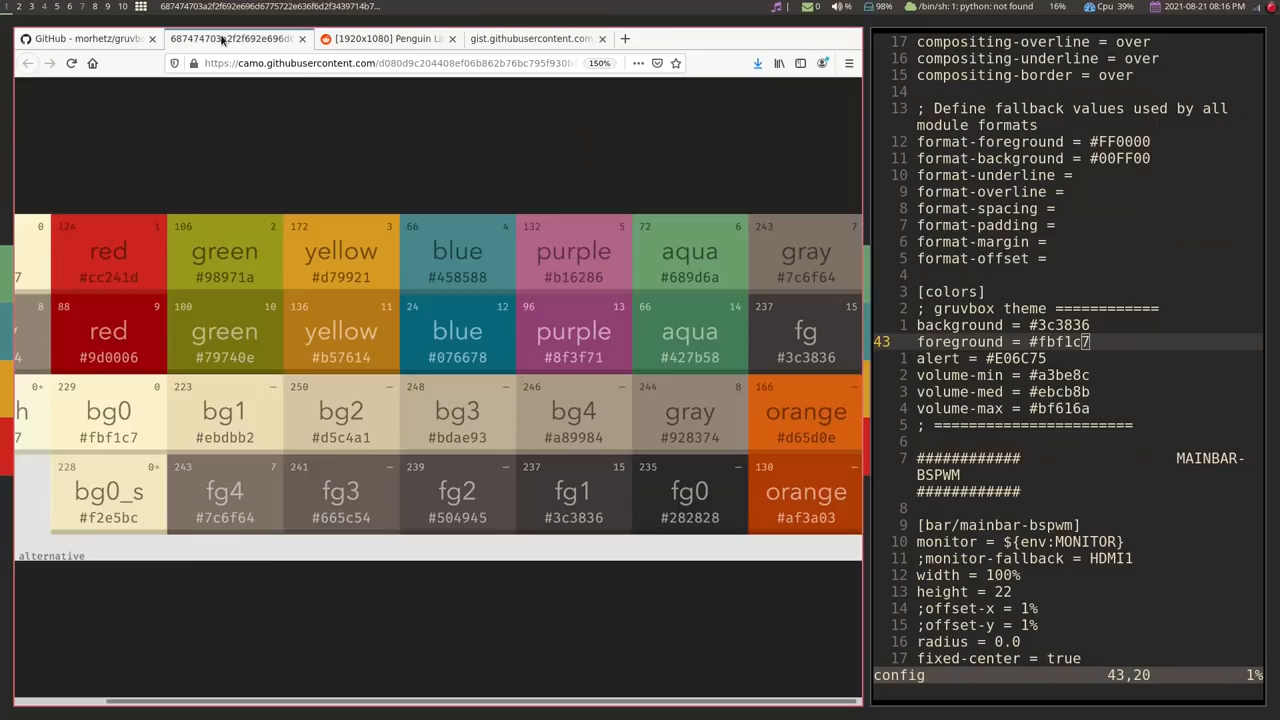 1 2 3 4 5 6 7 8 9 10 687474703a2f2f692e696d6775722e636f6d2f3439714f62... 0 % 98% /bin/sh: 1: python: not found 16% Cpu 39% 2021-08-21 08:16 PM
GitHub - morhetz/gruvbo 687474703a2f2f692e696d6 [1920x1080] Penguin Li gist.githubusercontent.com/
https://camo.githubusercontent.com/d080d9c204408ef06b862b76bc795f930b 150%
0 124 1 106 2 172 3 66 4 132 5 72 6 243 7
red green yellow blue purple aqua gray
7 #cc241d #98971a #d79921 #458588 #b16286 #689d6a #7c6f64
8 88 9 100 10 136 11 24 12 96 13 66 14 237 15
red green yellow blue purple aqua fg
4 #9d0006 #79740e #b57614 #076678 #8f3f71 #427b58 #3c3836
0* 229 0 223 — 250 — 248 — 246 — 244 8 166 —
h bg0 bg1 bg2 bg3 bg4 gray orange
7 #fbf1c7 #ebdbb2 #d5c4a1 #bdae93 #a89984 #928374 #d65d0e
228 0* 243 — 241 — 239 — 237 15 235 — 130 —
bg0_s fg4 fg3 fg2 fg1 fg0 orange
#f2e5bc #7c6f64 #665c54 #504945 #3c3836 #282828 #af3a03
alternative
17 compositing-overline = over
16 compositing-underline = over
15 compositing-border = over
14
13 ; Define fallback values used by all
module formats
12 format-foreground = #FF0000
11 format-background = #00FF00
10 format-underline =
9 format-overline =
8 format-spacing =
7 format-padding =
6 format-margin =
5 format-offset =
4
3 [colors]
2 ; gruvbox theme ============
1 background = #3c3836
43 foreground = #fbf1c7
1 alert = #E06C75
2 volume-min = #a3be8c
3 volume-med = #ebcb8b
4 volume-max = #bf616a
5 ; =======================
6
7 ############ MAINBAR-
BSPWM
############
8
9 [bar/mainbar-bspwm]
10 monitor = ${env:MONITOR}
11 ;monitor-fallback = HDMI1
12 width = 100%
13 height = 22
14 ;offset-x = 1%
15 ;offset-y = 1%
16 radius = 0.0
17 fixed-center = true
config 43,20 1%